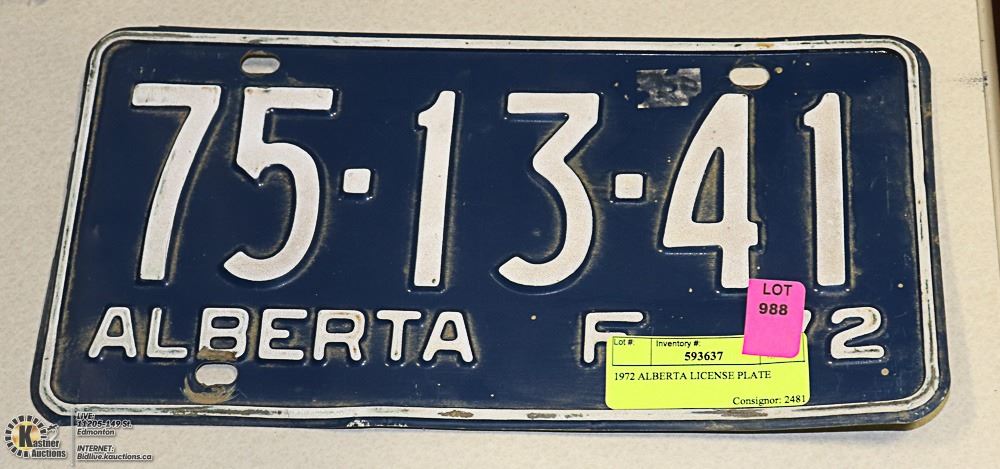 75·13·41
ALBERTA F 72
LOT
988
Lot #: Inventory #:
593637
1972 ALBERTA LICENSE PLATE
Consignor: 2481
Kastner
Auctions
LIVE:
11205-149 St.
Edmonton
INTERNET:
Bidlive.kauctions.ca